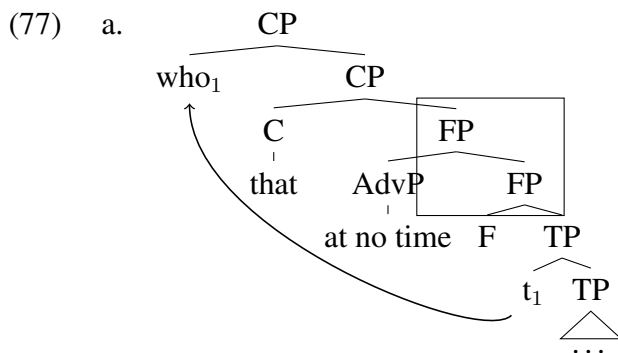 (77) a. CP
who₁ CP
C FP
that AdvP FP
at no time F TP
t₁ TP
...